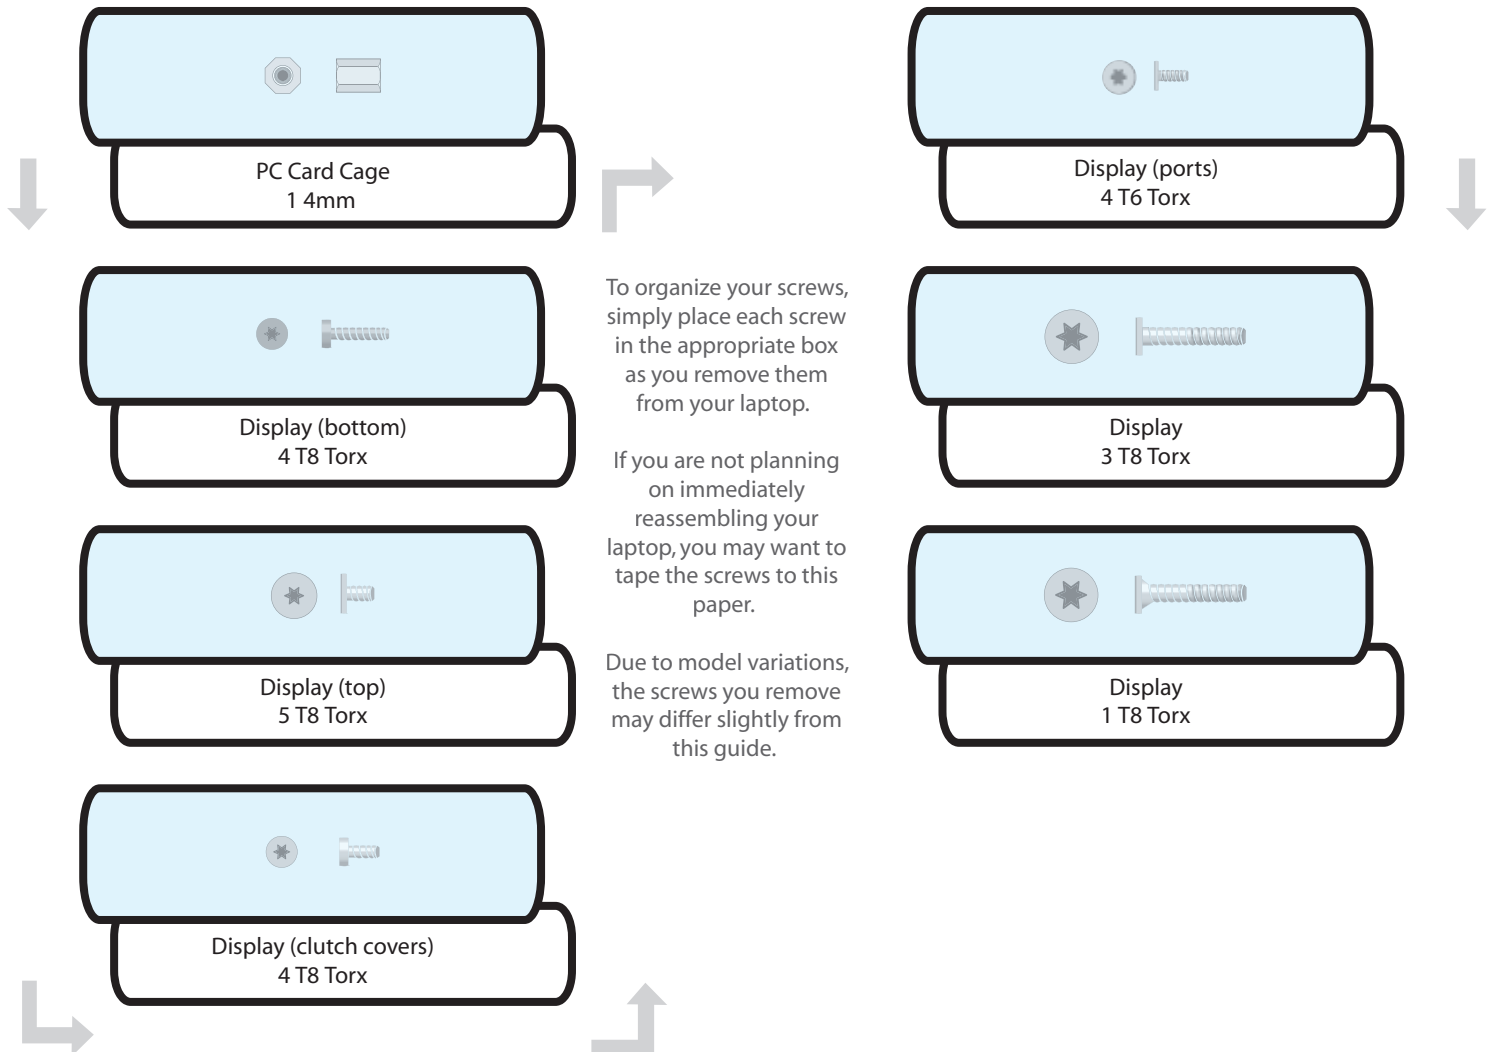 PC Card Cage
1 4mm
Display (bottom)
4 T8 Torx
Display (top)
5 T8 Torx
Display (clutch covers)
4 T8 Torx
To organize your screws,
simply place each screw
in the appropriate box
as you remove them
from your laptop.
If you are not planning
on immediately
reassembling your
laptop, you may want to
tape the screws to this
paper.
Due to model variations,
the screws you remove
may differ slightly from
this guide.
Display (ports)
4 T6 Torx
Display
3 T8 Torx
Display
1 T8 Torx